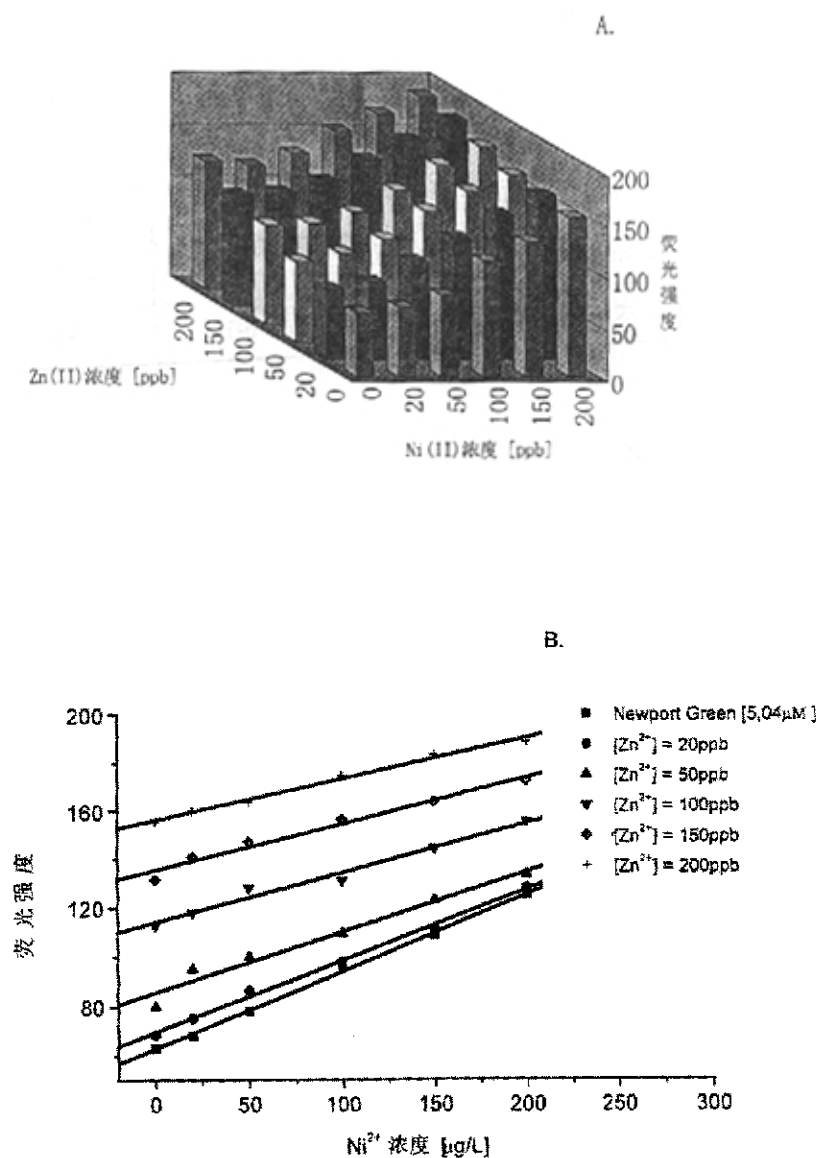 A.
200
150
100
50
0
荧光强度
200
150
100
50
20
0
Zn(II)浓度 [ppb]
0
20
50
100
150
200
Ni(II)浓度 [ppb]
B.
200
160
120
80
荧光强度
0
50
100
150
200
250
300
Ni²⁺ 浓度 [µg/L]
Newport Green [5,04µM]
[Zn²⁺] = 20ppb
[Zn²⁺] = 50ppb
[Zn²⁺] = 100ppb
[Zn²⁺] = 150ppb
[Zn²⁺] = 200ppb